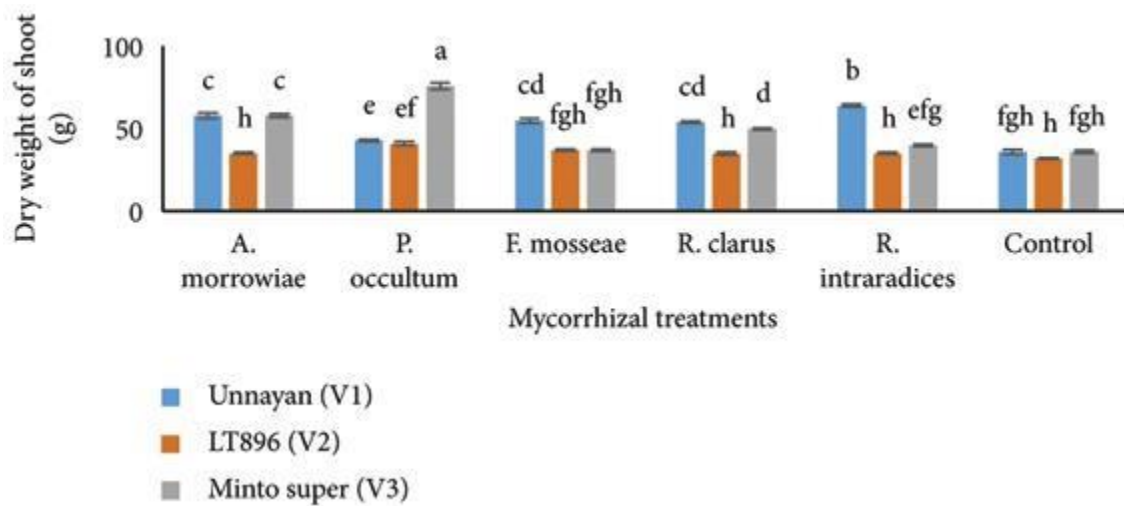 Dry weight of shoot
(g)
100
50
0
c
h
c
e
ef
a
cd
fgh
fgh
cd
h
d
b
h
efg
fgh
h
fgh
A.
morrowiae
P.
occultum
F. mosseae
R. clarus
R.
intraradices
Control
Mycorrhizal treatments
Unnayan (V1)
LT896 (V2)
Minto super (V3)